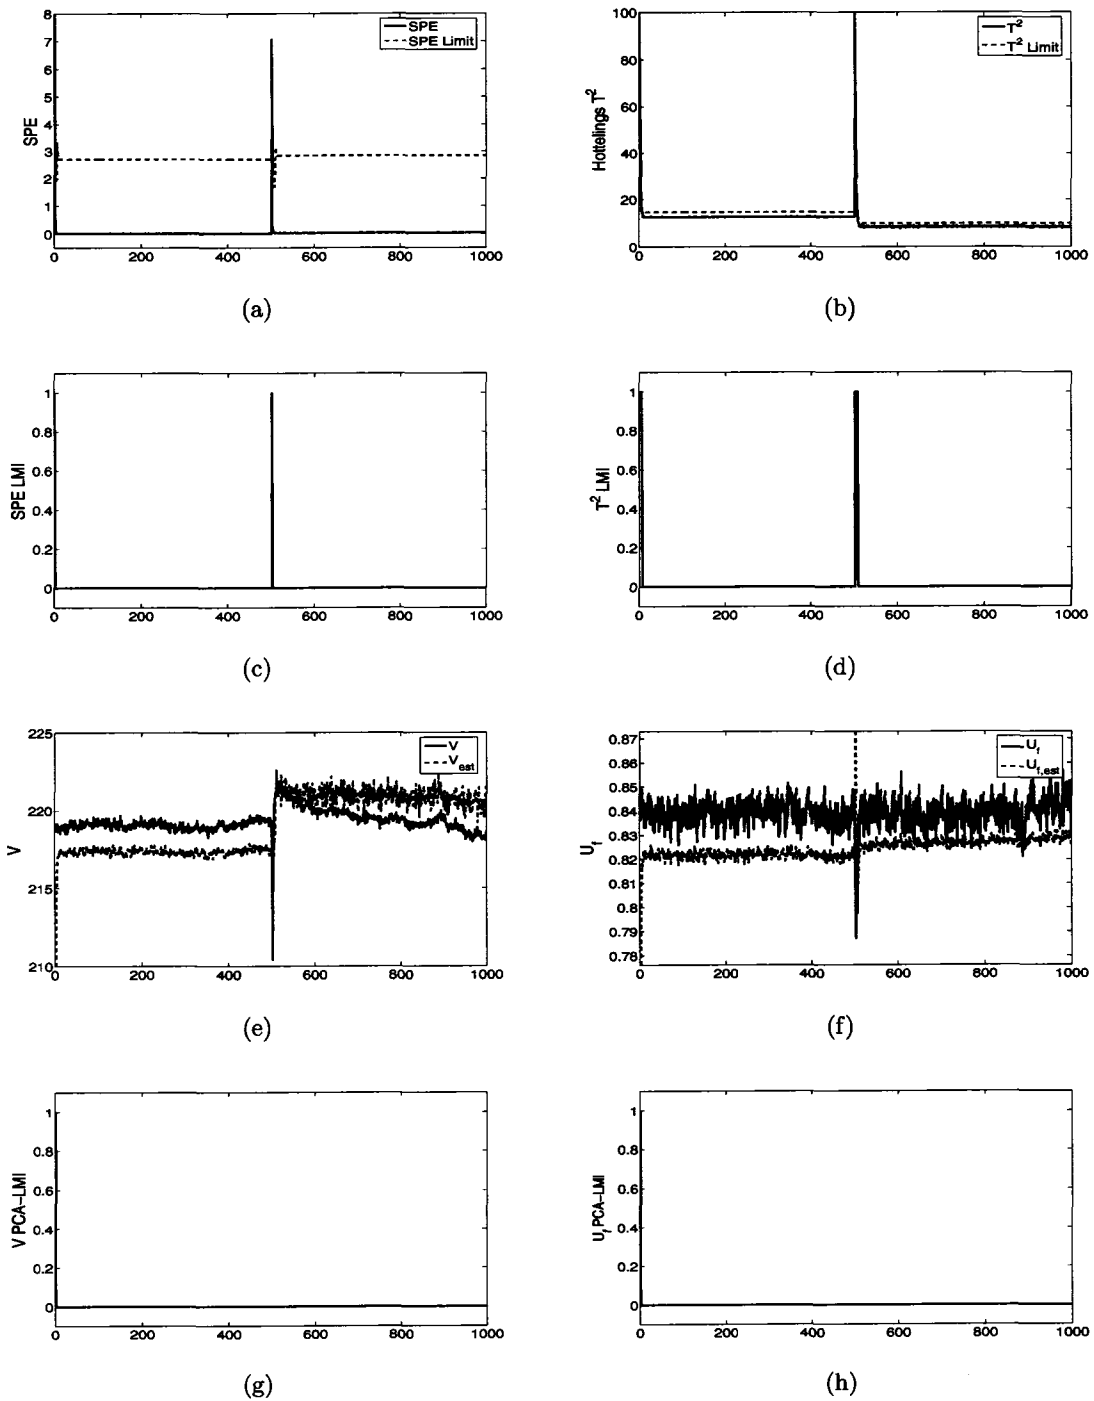 8
7
6
5
4
3
2
1
0
SPE
SPE
SPE Limit
0 200 400 600 800 1000
(a)
100
80
60
40
20
0
Hottelings T²
T²
T² Limit
0 200 400 600 800 1000
(b)
1
0.8
0.6
0.4
0.2
0
SPE LMI
0 200 400 600 800 1000
(c)
1
0.8
0.6
0.4
0.2
0
T² LMI
0 200 400 600 800 1000
(d)
225
220
215
210
V
V
V_est
0 200 400 600 800 1000
(e)
0.87
0.86
0.85
0.84
0.83
0.82
0.81
0.8
0.79
0.78
U_f
U_f
U_f,est
0 200 400 600 800 1000
(f)
1
0.8
0.6
0.4
0.2
0
V PCA-LMI
0 200 400 600 800 1000
(g)
1
0.8
0.6
0.4
0.2
0
U_f PCA-LMI
0 200 400 600 800 1000
(h)